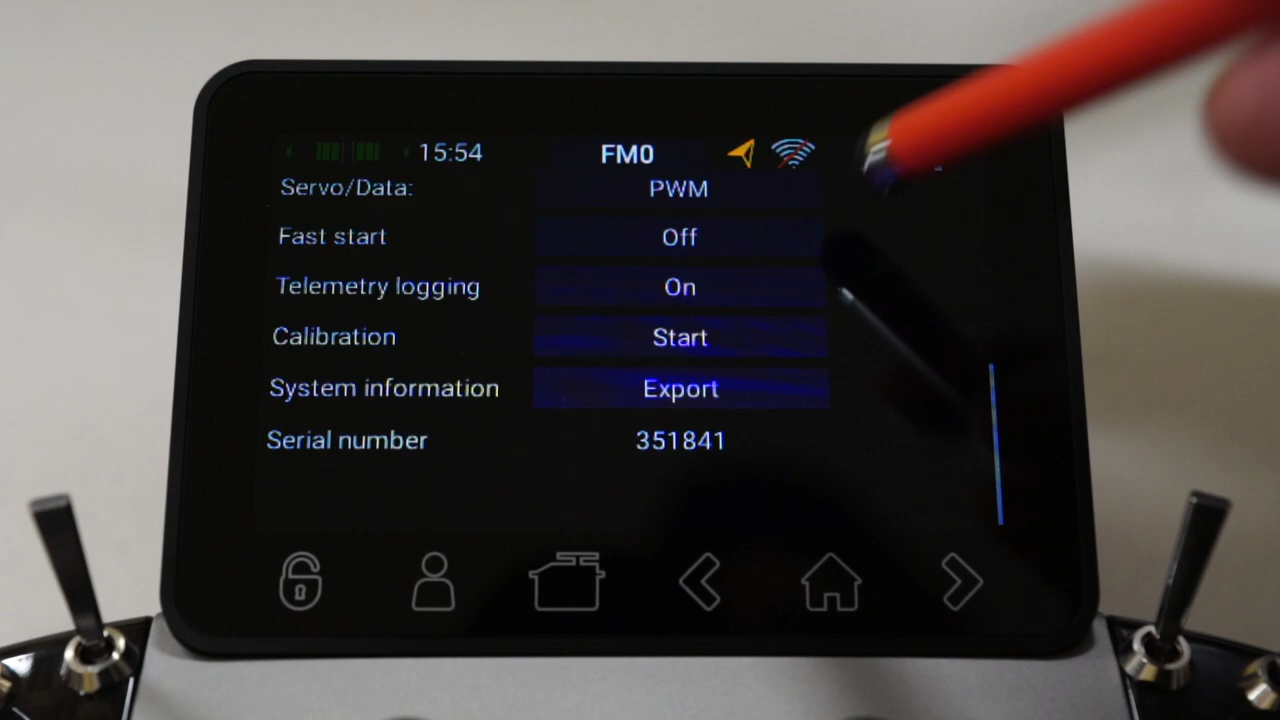 15:54 FM0
Servo/Data: PWM
Fast start Off
Telemetry logging On
Calibration Start
System information Export
Serial number 351841